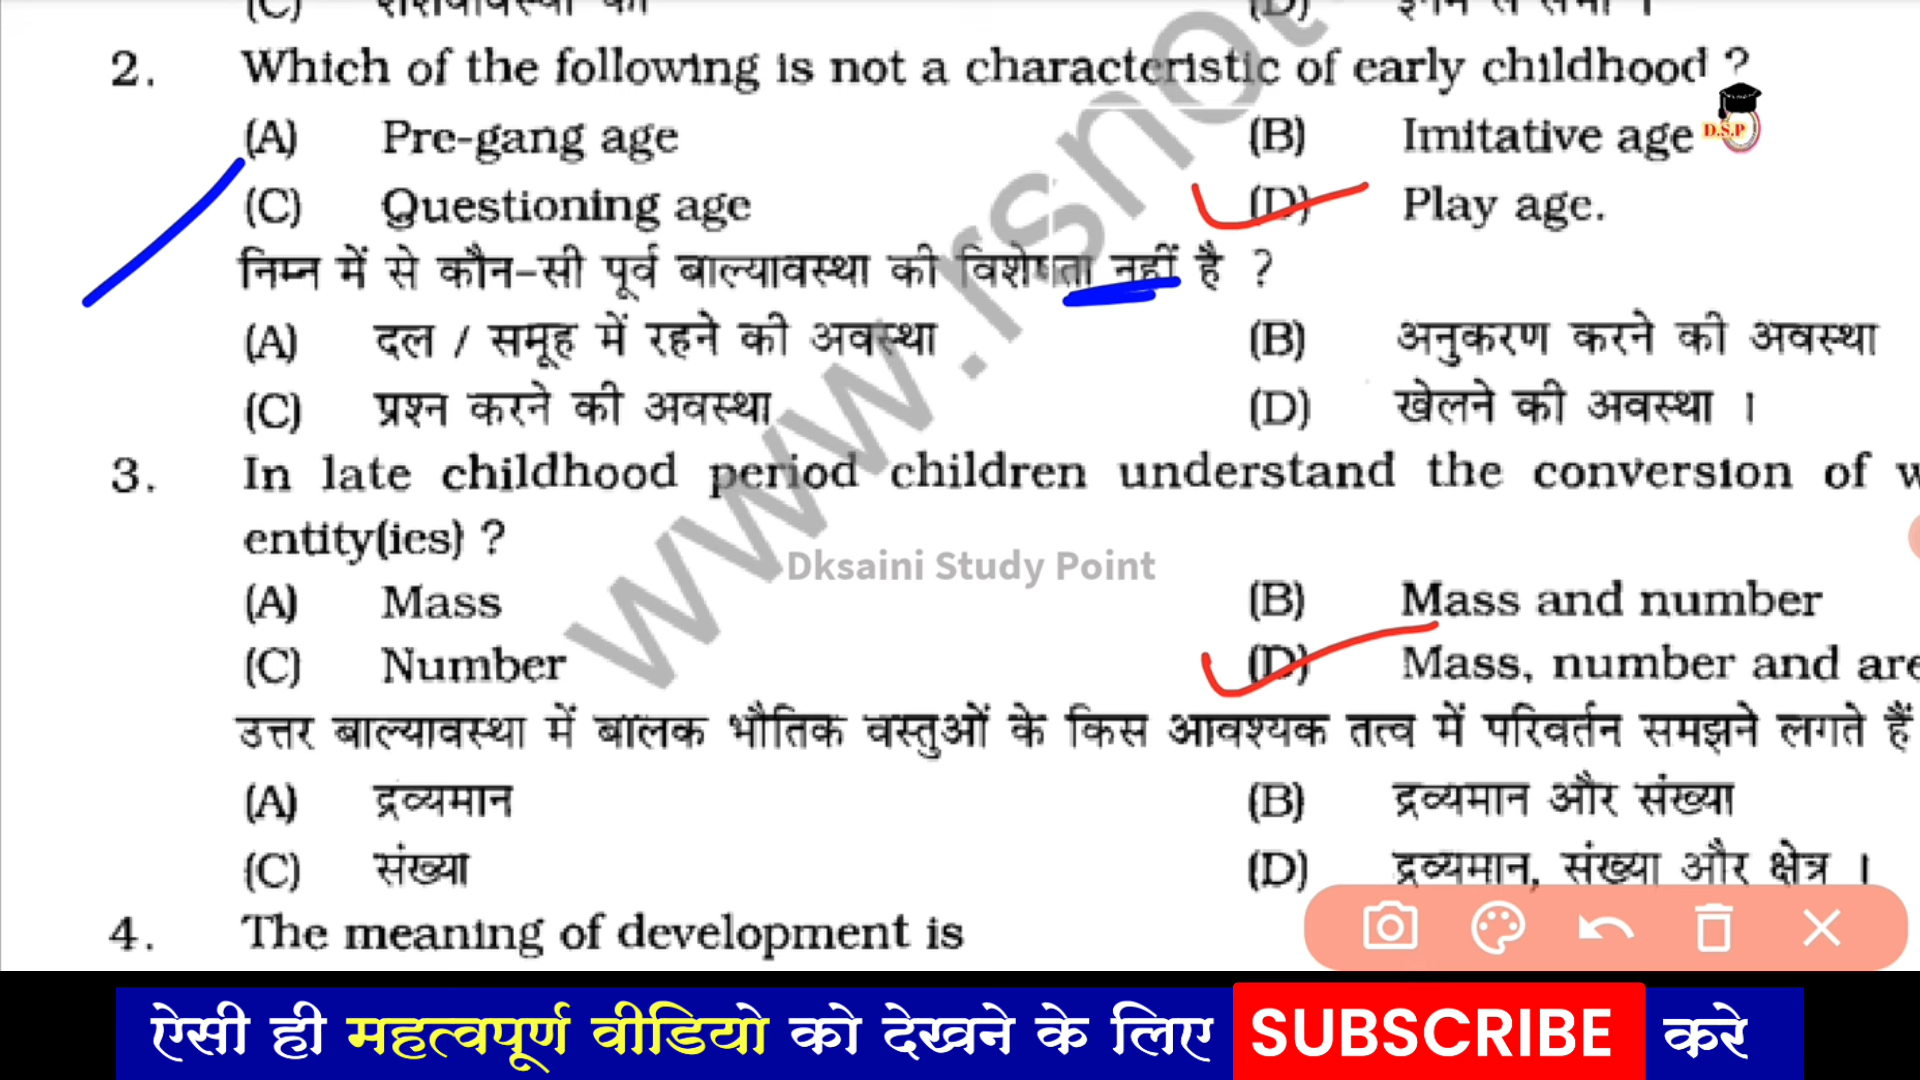 2. Which of the following is not a characteristic of early childhood ?
D.S.P
(A) Pre-gang age (B) Imitative age
(C) Questioning age (D) Play age.
निम्न में से कौन-सी पूर्व बाल्यावस्था की विशेषता नहीं है ?
(A) दल / समूह में रहने की अवस्था (B) अनुकरण करने की अवस्था
(C) प्रश्न करने की अवस्था (D) खेलने की अवस्था ।
3. In late childhood period children understand the conversion of
entity(ies) ?
Dksaini Study Point
(A) Mass (B) Mass and number
(C) Number (D) Mass, number and are
उत्तर बाल्यावस्था में बालक भौतिक वस्तुओं के किस आवश्यक तत्व में परिवर्तन समझने लगते हैं
(A) द्रव्यमान (B) द्रव्यमान और संख्या
(C) संख्या (D) द्रव्यमान, संख्या और क्षेत्र ।
4. The meaning of development is
www.rsnot
ऐसी ही महत्वपूर्ण वीडियो को देखने के लिए SUBSCRIBE करे